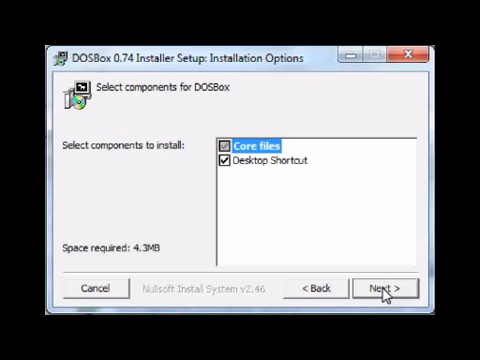 DOSBox 0.74 Installer Setup: Installation Options
Select components for DOSBox
Select components to install:
Core files
Desktop Shortcut
Space required: 4.3MB
Cancel
Nullsoft Install System v2.46
< Back
Next >